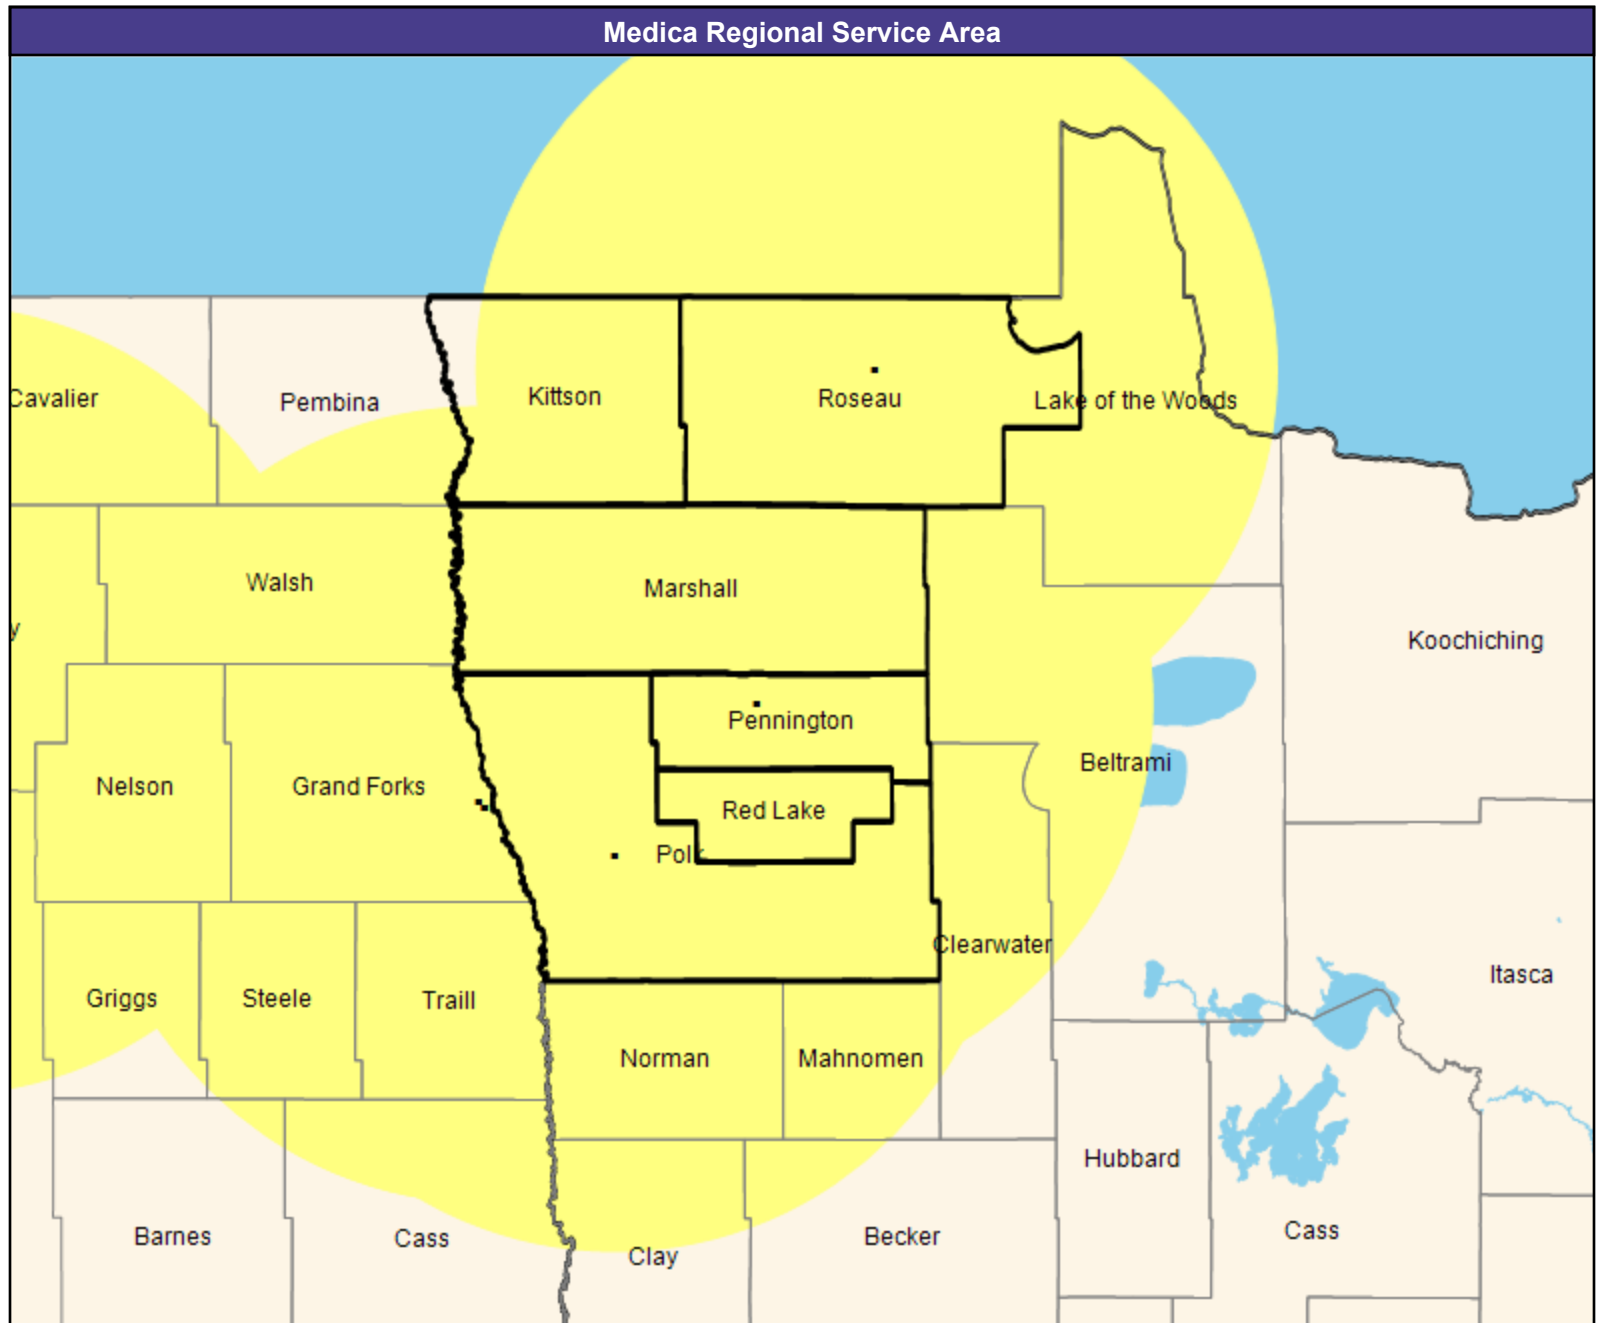 Medica Regional Service Area
Cavalier
Pembina
Kittson
Roseau
Lake of the Woods
Walsh
Marshall
y
Koochiching
Pennington
Beltrami
Nelson
Grand Forks
Red Lake
Polk
Clearwater
Itasca
Griggs
Steele
Traill
Norman
Mahnomen
Hubbard
Barnes
Cass
Clay
Becker
Cass